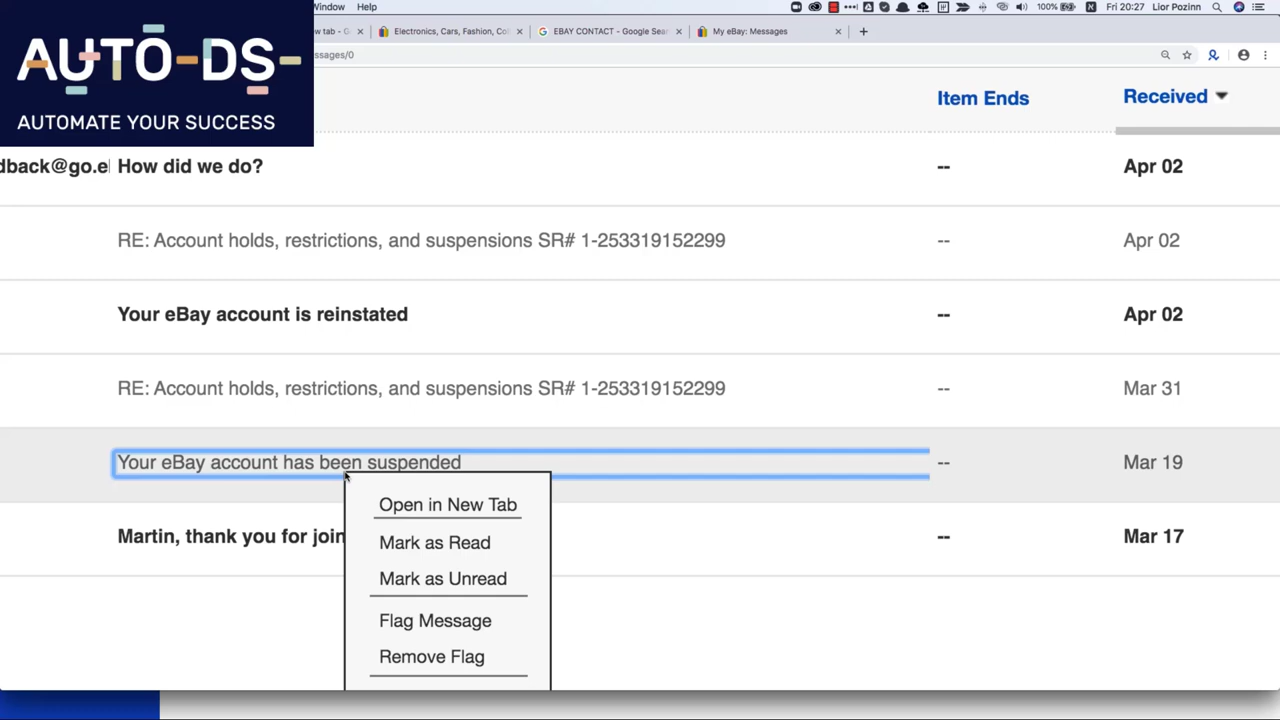 Window Help 100% Fri 20:27 Lior Pozinn
AUTO-DS
AUTOMATE YOUR SUCCESS
w tab - G Electronics, Cars, Fashion, Col EBAY CONTACT - Google Sear My eBay: Messages
ssages/0
Item Ends Received
dback@go.e How did we do? -- Apr 02
RE: Account holds, restrictions, and suspensions SR# 1-253319152299 -- Apr 02
Your eBay account is reinstated -- Apr 02
RE: Account holds, restrictions, and suspensions SR# 1-253319152299 -- Mar 31
Your eBay account has been suspended -- Mar 19
Open in New Tab
Martin, thank you for join -- Mar 17
Mark as Read
Mark as Unread
Flag Message
Remove Flag